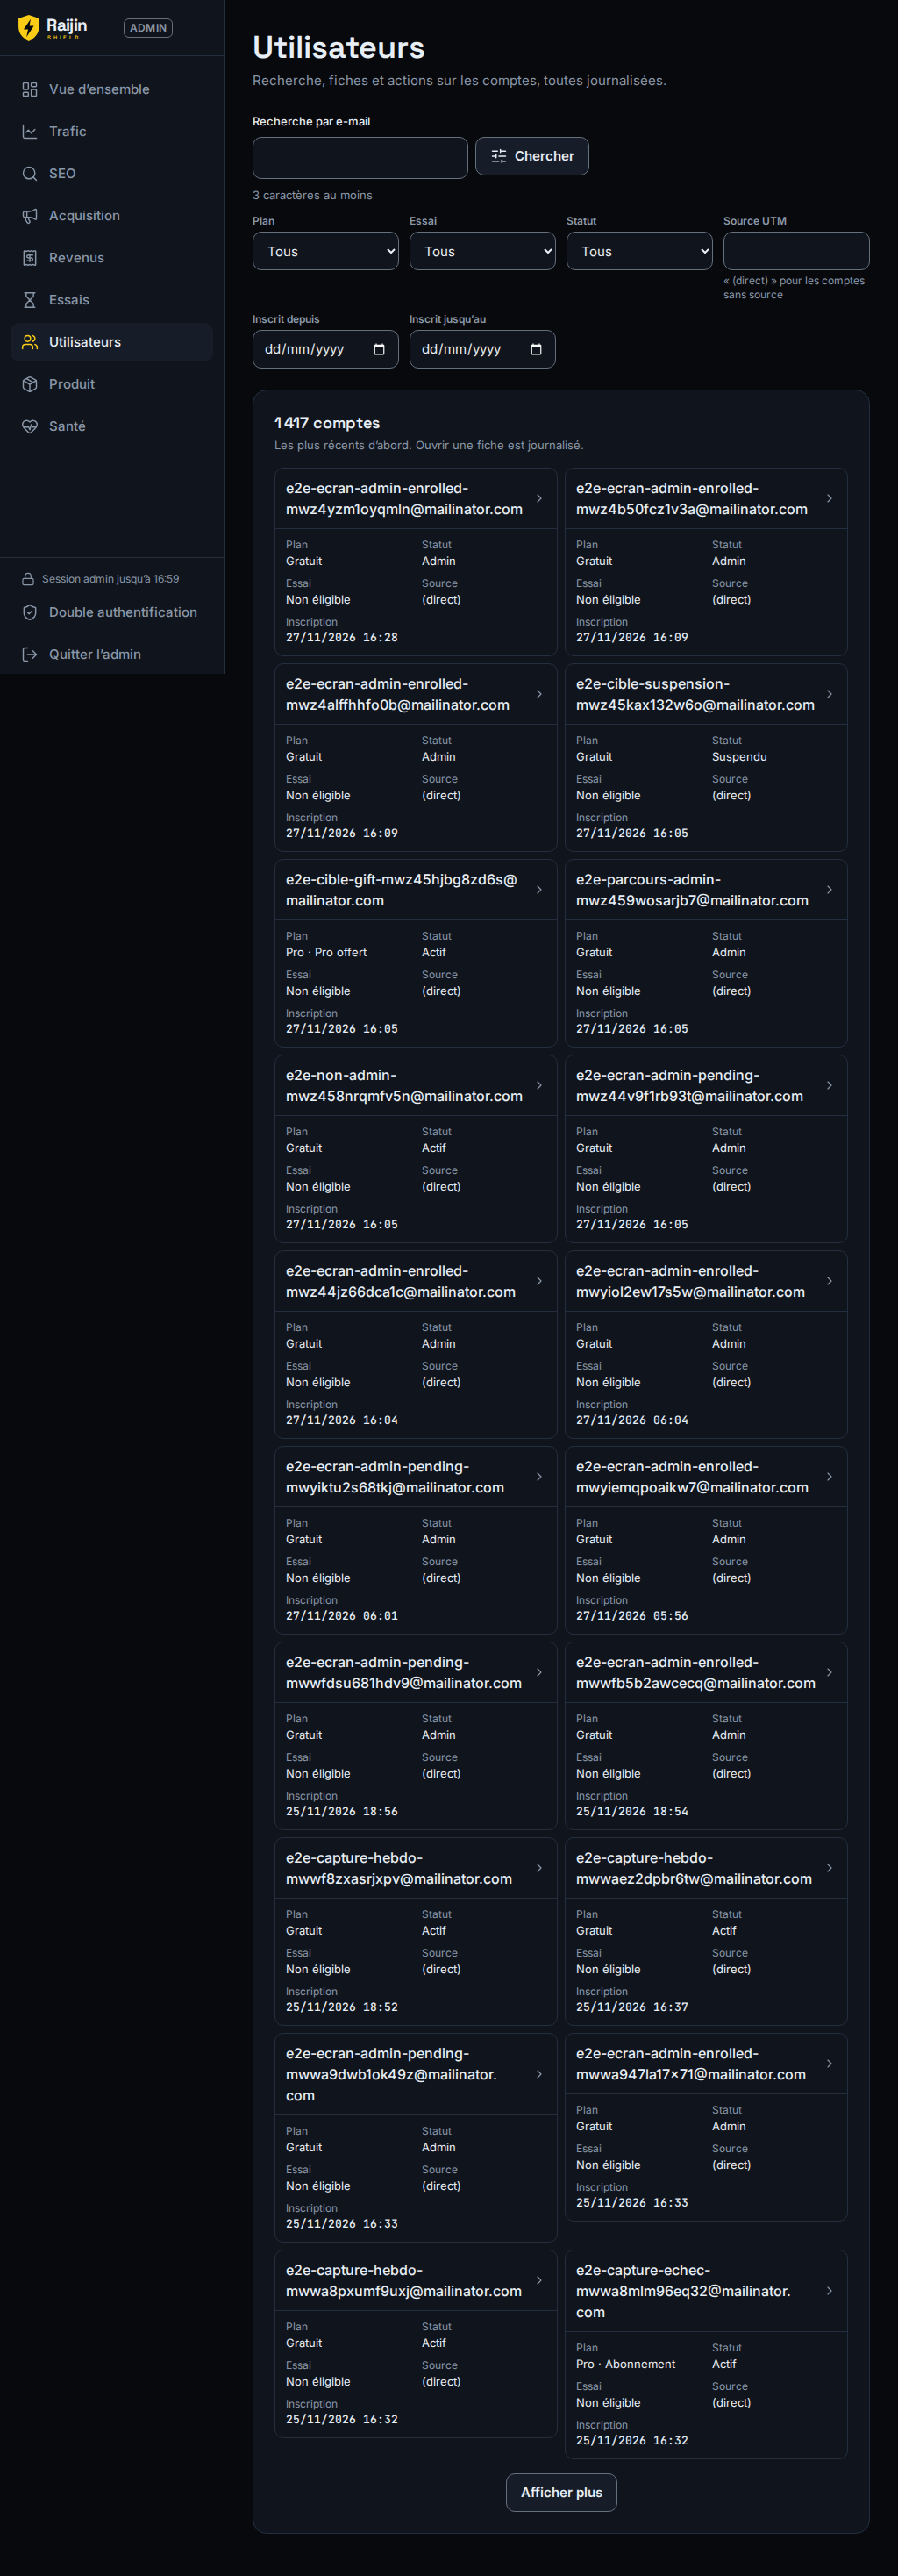 Raijin
SHIELD
ADMIN
Vue d’ensemble
Trafic
SEO
Acquisition
Revenus
Essais
Utilisateurs
Produit
Santé
Session admin jusqu’à 16:59
Double authentification
Quitter l’admin
Utilisateurs
Recherche, fiches et actions sur les comptes, toutes journalisées.
Recherche par e-mail
Chercher
3 caractères au moins
Plan Essai Statut Source UTM
Tous Tous Tous
« (direct) » pour les comptes
sans source
Inscrit depuis Inscrit jusqu’au
dd/mm/yyyy dd/mm/yyyy
1 417 comptes
Les plus récents d’abord. Ouvrir une fiche est journalisé.
e2e-ecran-admin-enrolled-
mwz4yzm1oyqmln@mailinator.com
Plan Statut
Gratuit Admin
Essai Source
Non éligible (direct)
Inscription
27/11/2026 16:28
e2e-ecran-admin-enrolled-
mwz4b50fcz1v3a@mailinator.com
Plan Statut
Gratuit Admin
Essai Source
Non éligible (direct)
Inscription
27/11/2026 16:09
e2e-ecran-admin-enrolled-
mwz4alffhhfo0b@mailinator.com
Plan Statut
Gratuit Admin
Essai Source
Non éligible (direct)
Inscription
27/11/2026 16:09
e2e-cible-suspension-
mwz45kax132w6o@mailinator.com
Plan Statut
Gratuit Suspendu
Essai Source
Non éligible (direct)
Inscription
27/11/2026 16:05
e2e-cible-gift-mwz45hjbg8zd6s@
mailinator.com
Plan Statut
Pro · Pro offert Actif
Essai Source
Non éligible (direct)
Inscription
27/11/2026 16:05
e2e-parcours-admin-
mwz459wosarjb7@mailinator.com
Plan Statut
Gratuit Admin
Essai Source
Non éligible (direct)
Inscription
27/11/2026 16:05
e2e-non-admin-
mwz458nrqmfv5n@mailinator.com
Plan Statut
Gratuit Actif
Essai Source
Non éligible (direct)
Inscription
27/11/2026 16:05
e2e-ecran-admin-pending-
mwz44v9f1rb93t@mailinator.com
Plan Statut
Gratuit Admin
Essai Source
Non éligible (direct)
Inscription
27/11/2026 16:05
e2e-ecran-admin-enrolled-
mwz44jz66dca1c@mailinator.com
Plan Statut
Gratuit Admin
Essai Source
Non éligible (direct)
Inscription
27/11/2026 16:04
e2e-ecran-admin-enrolled-
mwyiol2ew17s5w@mailinator.com
Plan Statut
Gratuit Admin
Essai Source
Non éligible (direct)
Inscription
27/11/2026 06:04
e2e-ecran-admin-pending-
mwyiktu2s68tkj@mailinator.com
Plan Statut
Gratuit Admin
Essai Source
Non éligible (direct)
Inscription
27/11/2026 06:01
e2e-ecran-admin-enrolled-
mwyiemqpoaikw7@mailinator.com
Plan Statut
Gratuit Admin
Essai Source
Non éligible (direct)
Inscription
27/11/2026 05:56
e2e-ecran-admin-pending-
mwwfdsu681hdv9@mailinator.com
Plan Statut
Gratuit Admin
Essai Source
Non éligible (direct)
Inscription
25/11/2026 18:56
e2e-ecran-admin-enrolled-
mwwfb5b2awcecq@mailinator.com
Plan Statut
Gratuit Admin
Essai Source
Non éligible (direct)
Inscription
25/11/2026 18:54
e2e-capture-hebdo-
mwwf8zxasrjxpv@mailinator.com
Plan Statut
Gratuit Actif
Essai Source
Non éligible (direct)
Inscription
25/11/2026 18:52
e2e-capture-hebdo-
mwwaez2dpbr6tw@mailinator.com
Plan Statut
Gratuit Actif
Essai Source
Non éligible (direct)
Inscription
25/11/2026 16:37
e2e-ecran-admin-pending-
mwwa9dwb1ok49z@mailinator.
com
Plan Statut
Gratuit Admin
Essai Source
Non éligible (direct)
Inscription
25/11/2026 16:33
e2e-ecran-admin-enrolled-
mwwa947la17x71@mailinator.com
Plan Statut
Gratuit Admin
Essai Source
Non éligible (direct)
Inscription
25/11/2026 16:33
e2e-capture-hebdo-
mwwa8pxumf9uxj@mailinator.com
Plan Statut
Gratuit Actif
Essai Source
Non éligible (direct)
Inscription
25/11/2026 16:32
e2e-capture-echec-
mwwa8mlm96eq32@mailinator.
com
Plan Statut
Pro · Abonnement Actif
Essai Source
Non éligible (direct)
Inscription
25/11/2026 16:32
Afficher plus